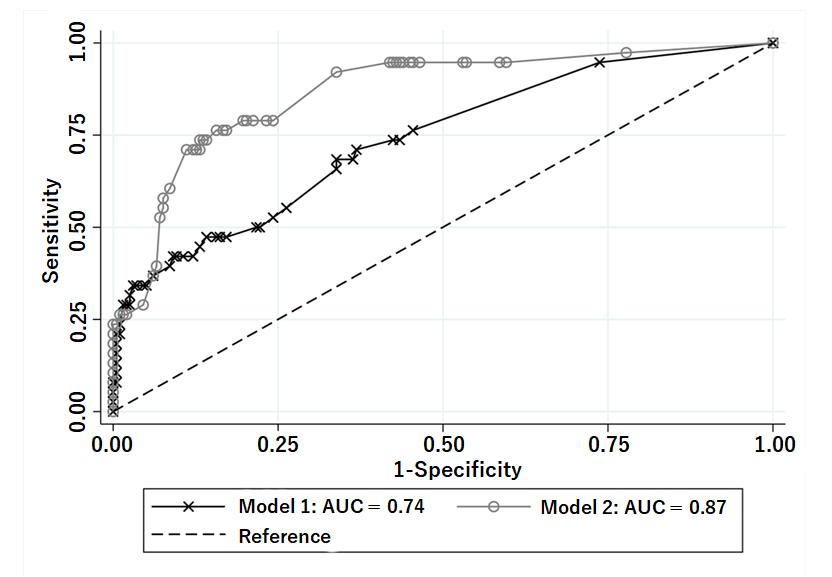 1.00
0.75
0.50
0.25
0.00
Sensitivity
0.00 0.25 0.50 0.75 1.00
1-Specificity
Model 1: AUC = 0.74 Model 2: AUC = 0.87
Reference